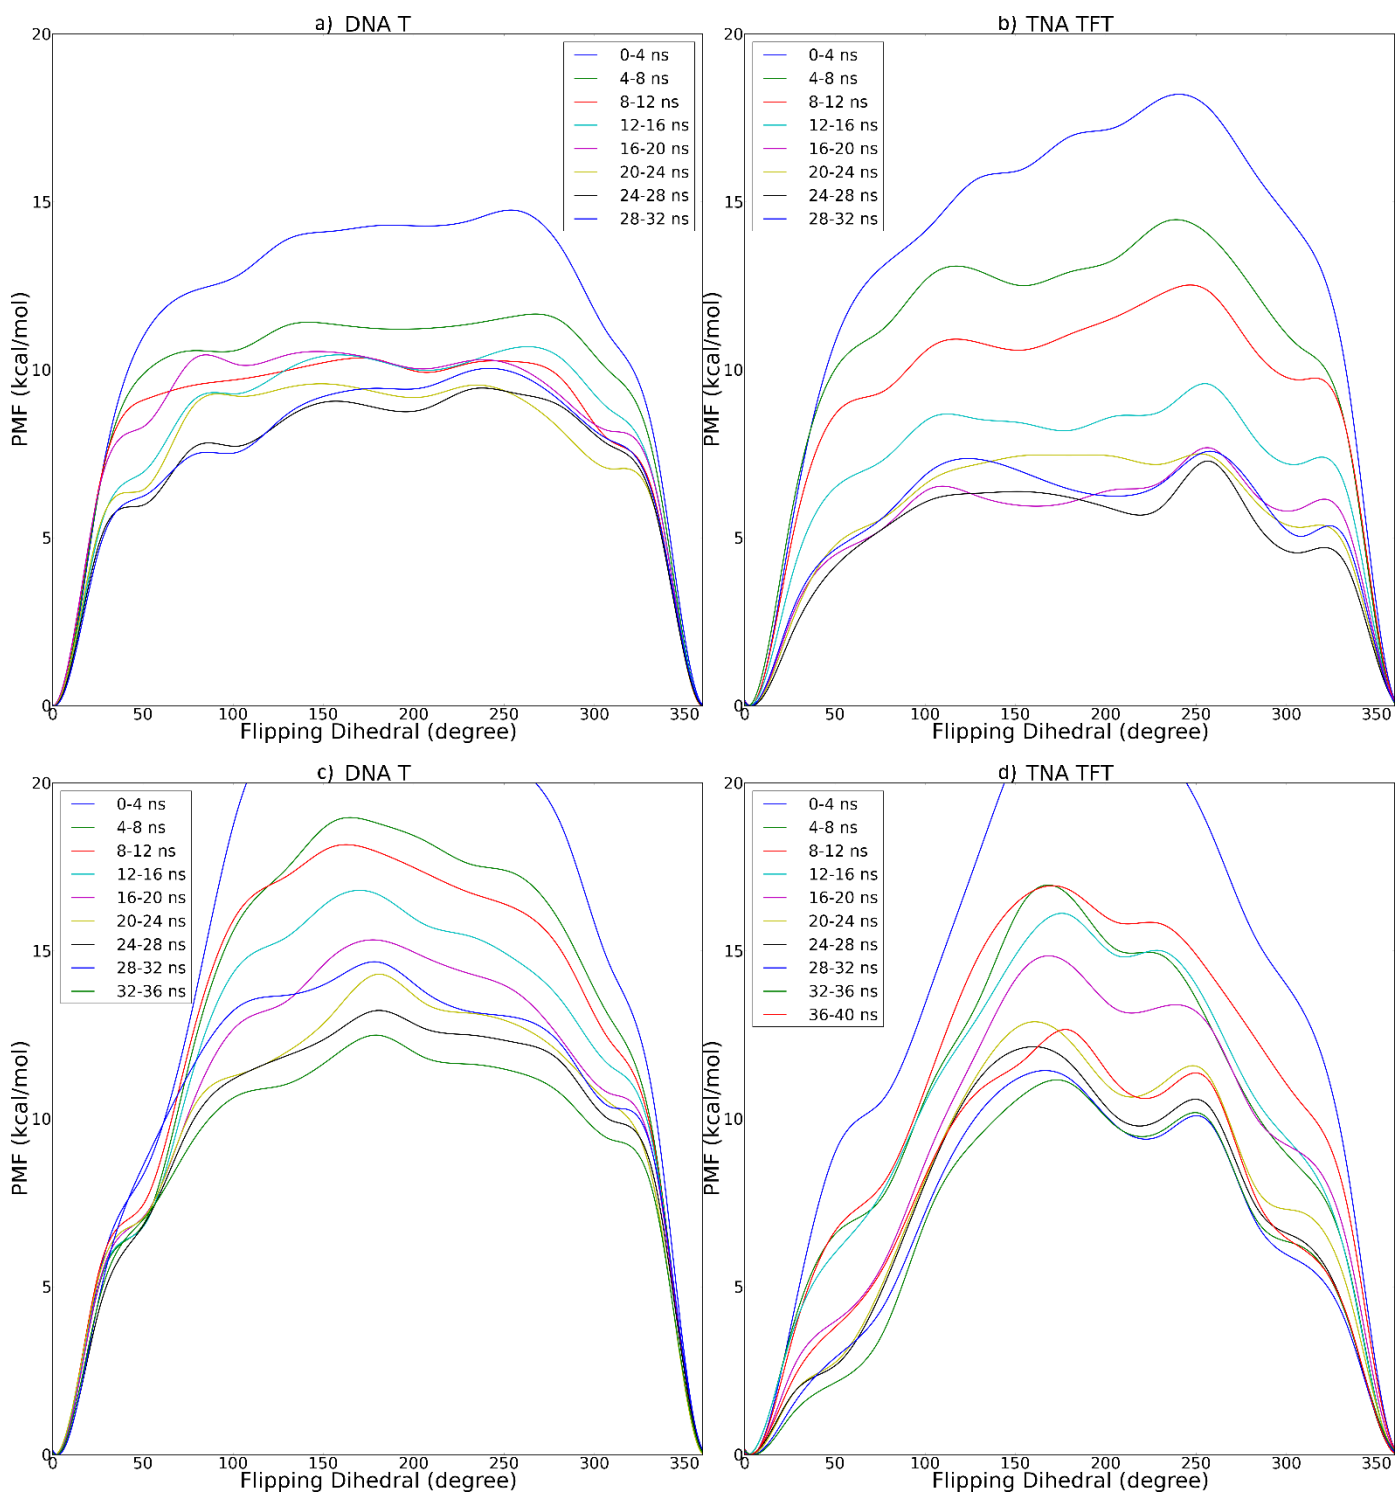 a) DNA T
20
15
10
5
0
PMF (kcal/mol)
0-4 ns
4-8 ns
8-12 ns
12-16 ns
16-20 ns
20-24 ns
24-28 ns
28-32 ns
0 50 100 150 200 250 300 350
Flipping Dihedral (degree)
b) TNA TFT
20
15
10
5
0
PMF (kcal/mol)
0-4 ns
4-8 ns
8-12 ns
12-16 ns
16-20 ns
20-24 ns
24-28 ns
28-32 ns
0 50 100 150 200 250 300 350
Flipping Dihedral (degree)
c) DNA T
20
15
10
5
0
PMF (kcal/mol)
0-4 ns
4-8 ns
8-12 ns
12-16 ns
16-20 ns
20-24 ns
24-28 ns
28-32 ns
32-36 ns
0 50 100 150 200 250 300 350
Flipping Dihedral (degree)
d) TNA TFT
20
15
10
5
0
PMF (kcal/mol)
0-4 ns
4-8 ns
8-12 ns
12-16 ns
16-20 ns
20-24 ns
24-28 ns
28-32 ns
32-36 ns
36-40 ns
0 50 100 150 200 250 300 350
Flipping Dihedral (degree)